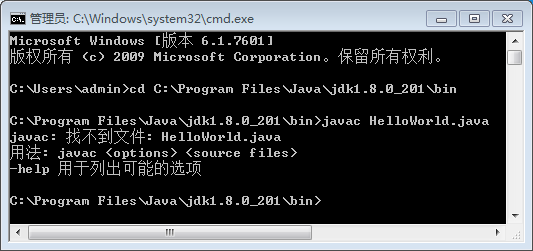 管理员: C:\Windows\system32\cmd.exe
Microsoft Windows [版本 6.1.7601]
版权所有 (c) 2009 Microsoft Corporation。保留所有权利。
C:\Users\admin>cd C:\Program Files\Java\jdk1.8.0_201\bin
C:\Program Files\Java\jdk1.8.0_201\bin>javac HelloWorld.java
javac: 找不到文件: HelloWorld.java
用法: javac <options> <source files>
-help 用于列出可能的选项
C:\Program Files\Java\jdk1.8.0_201\bin>